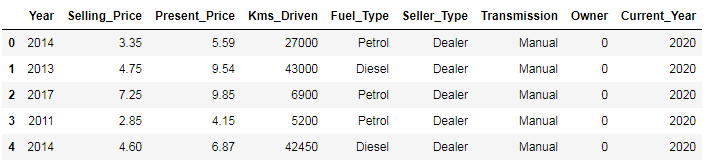 Year Selling_Price Present_Price Kms_Driven Fuel_Type Seller_Type Transmission Owner Current_Year
0 2014 3.35 5.59 27000 Petrol Dealer Manual 0 2020
1 2013 4.75 9.54 43000 Diesel Dealer Manual 0 2020
2 2017 7.25 9.85 6900 Petrol Dealer Manual 0 2020
3 2011 2.85 4.15 5200 Petrol Dealer Manual 0 2020
4 2014 4.60 6.87 42450 Diesel Dealer Manual 0 2020